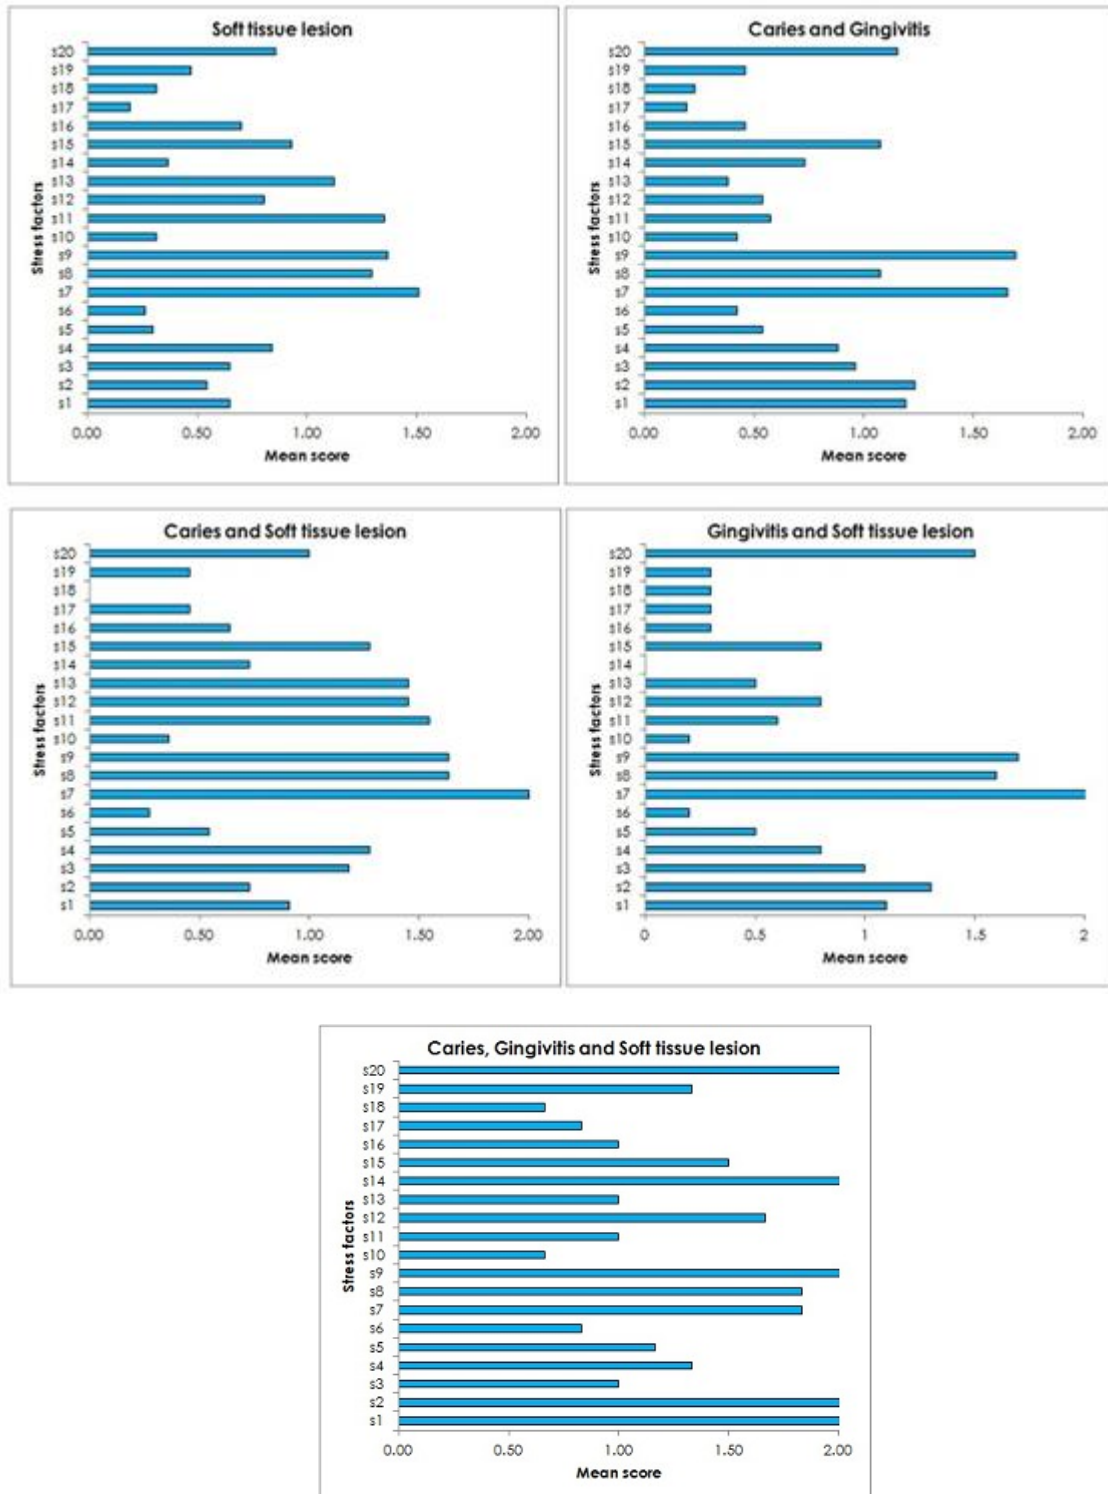 Soft tissue lesion
s20
s19
s18
s17
s16
s15
s14
s13
s12
s11
s10
s9
s8
s7
s6
s5
s4
s3
s2
s1
Stress factors
0.00 0.50 1.00 1.50 2.00
Mean score
Caries and Gingivitis
s20
s19
s18
s17
s16
s15
s14
s13
s12
s11
s10
s9
s8
s7
s6
s5
s4
s3
s2
s1
Stress factors
0.00 0.50 1.00 1.50 2.00
Mean score
Caries and Soft tissue lesion
s20
s19
s18
s17
s16
s15
s14
s13
s12
s11
s10
s9
s8
s7
s6
s5
s4
s3
s2
s1
Stress factors
0.00 0.50 1.00 1.50 2.00
Mean score
Gingivitis and Soft tissue lesion
s20
s19
s18
s17
s16
s15
s14
s13
s12
s11
s10
s9
s8
s7
s6
s5
s4
s3
s2
s1
Stress factors
0 0.5 1 1.5 2
Mean score
Caries, Gingivitis and Soft tissue lesion
s20
s19
s18
s17
s16
s15
s14
s13
s12
s11
s10
s9
s8
s7
s6
s5
s4
s3
s2
s1
Stress factors
0.00 0.50 1.00 1.50 2.00
Mean score